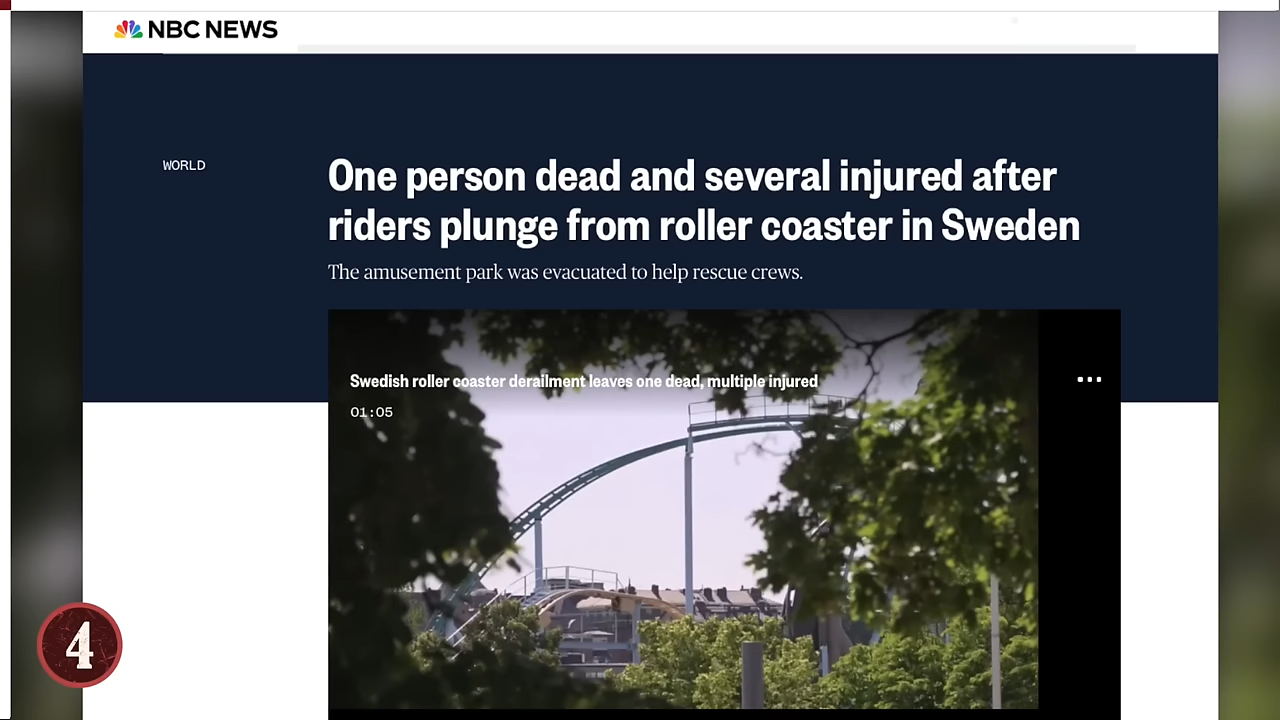 NBC NEWS
WORLD
One person dead and several injured after
riders plunge from roller coaster in Sweden
The amusement park was evacuated to help rescue crews.
Swedish roller coaster derailment leaves one dead, multiple injured
01:05
4